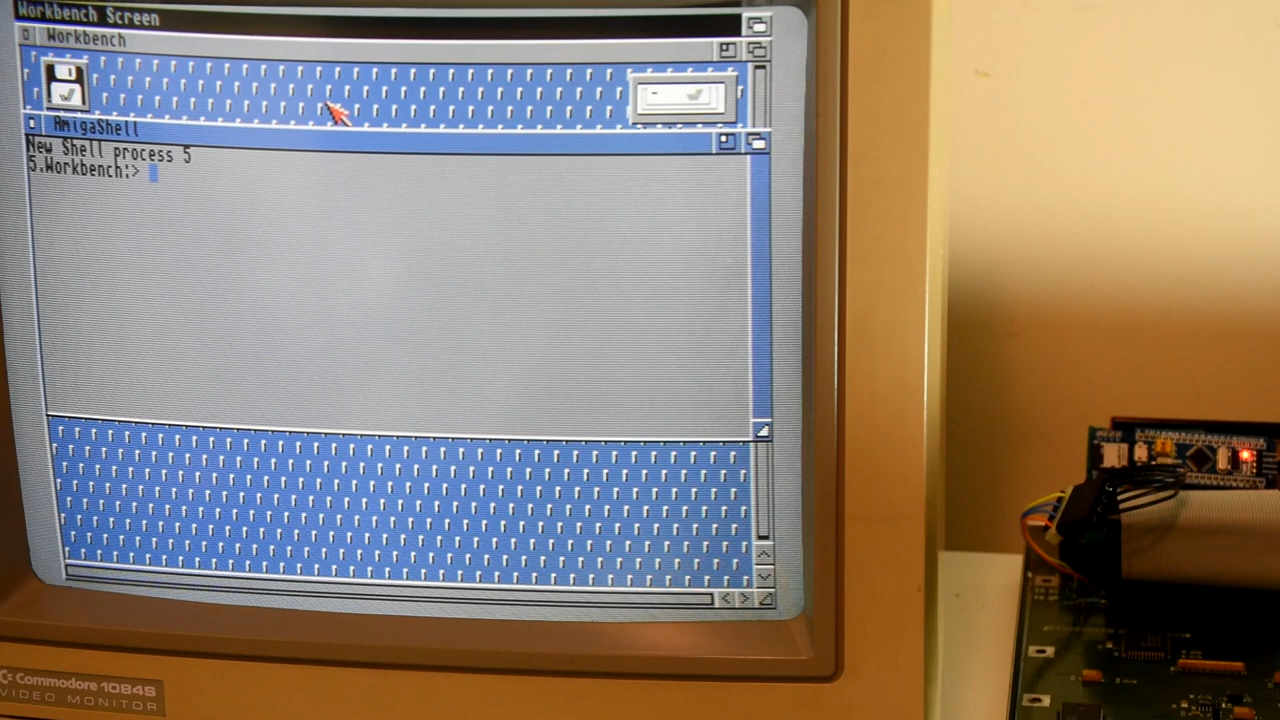 Workbench Screen
Workbench
AmigaShell
New Shell process 5
5.Workbench:>
Commodore 1084S
VIDEO MONITOR